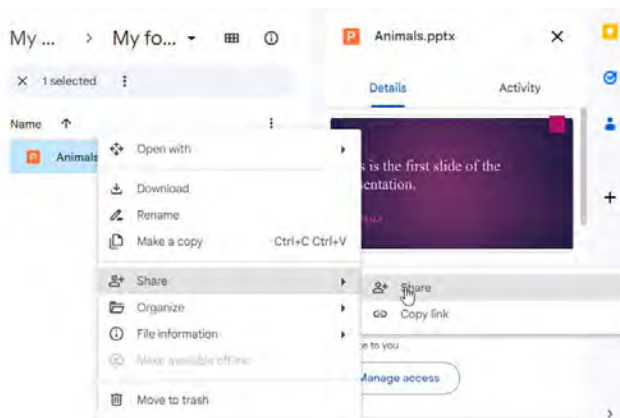 My ... > My fo...
Animals.pptx
1 selected
Details
Activity
Name
Animals
Open with
Download
Rename
Make a copy Ctrl+C Ctrl+V
Share
Organize
File information
Make available offline
Move to trash
s is the first slide of the
entation.
Share
Copy link
e to you
Manage access